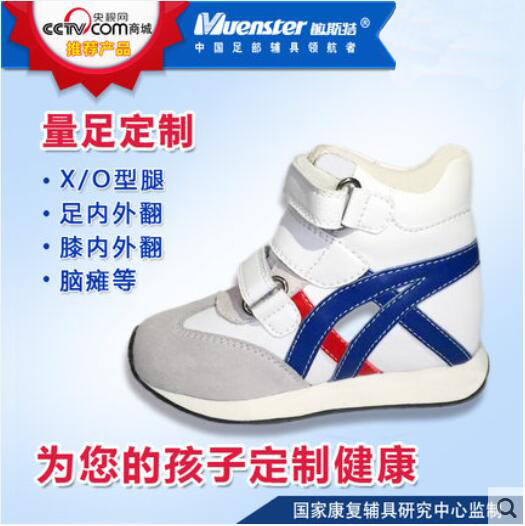 央视网
CCTV.com商城
推荐产品
Muenster 敏斯特
中国足部辅具领航者
量足定制
· X/O型腿
· 足内外翻
· 膝内外翻
· 脑瘫等
为您的孩子定制健康
国家康复辅具研究中心监制